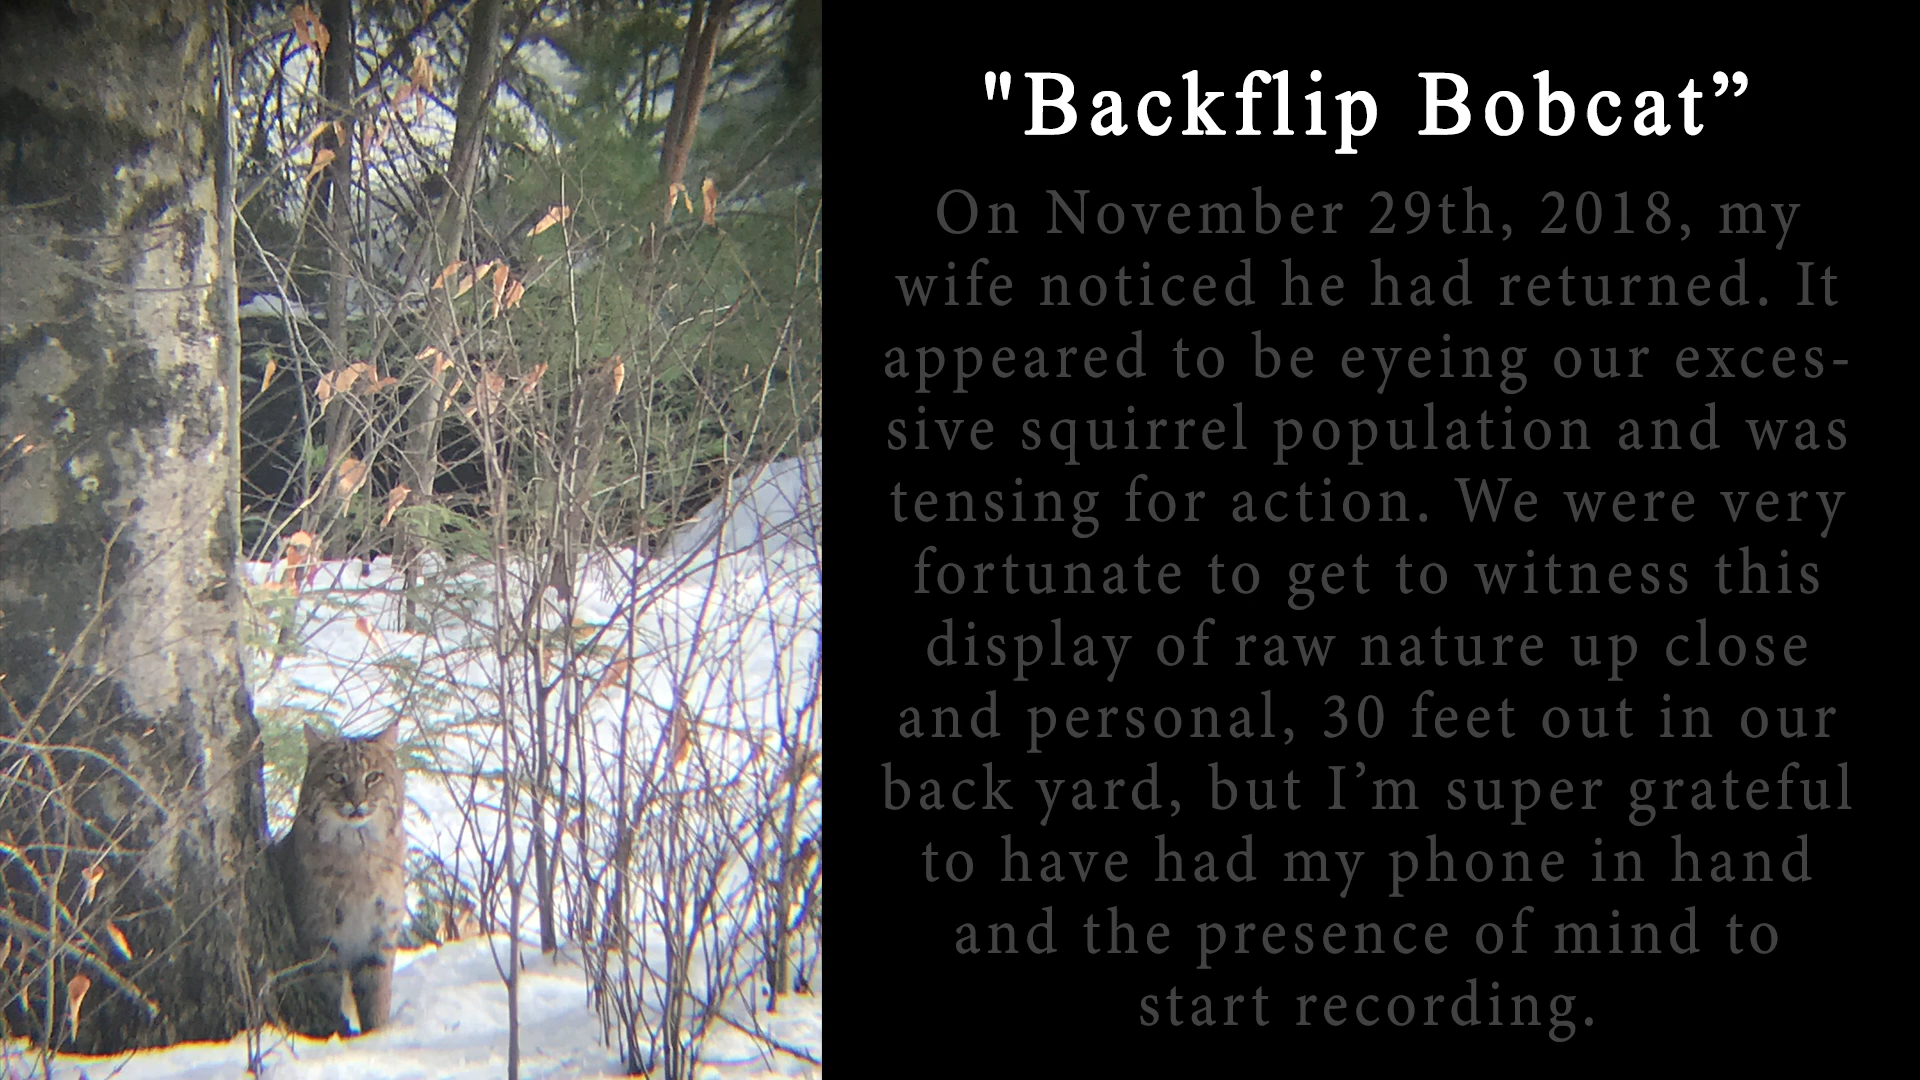 "Backflip Bobcat”
On November 29th, 2018, my
wife noticed he had returned. It
appeared to be eyeing our exces-
sive squirrel population and was
tensing for action. We were very
fortunate to get to witness this
display of raw nature up close
and personal, 30 feet out in our
back yard, but I’m super grateful
to have had my phone in hand
and the presence of mind to
start recording.